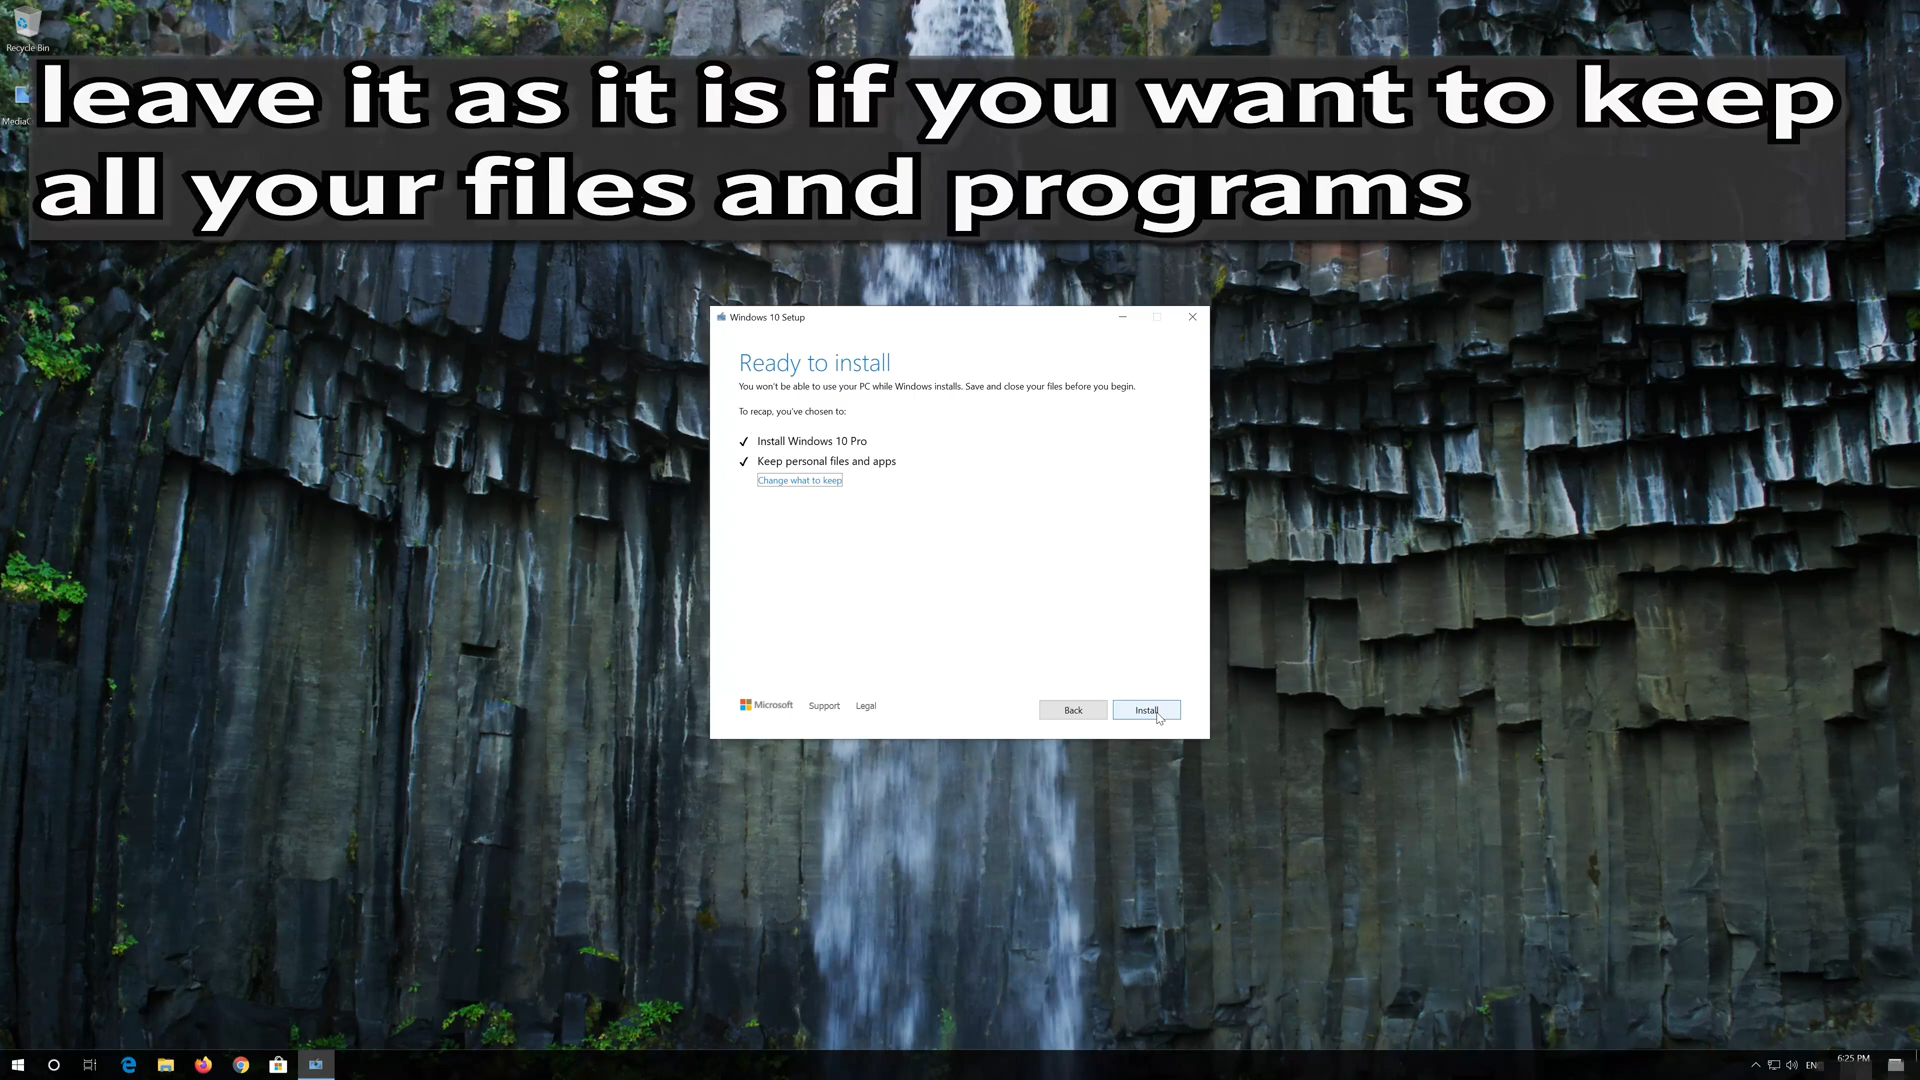 Recycle Bin
leave it as it is if you want to keep
all your files and programs
MediaC
Windows 10 Setup
Ready to install
You won't be able to use your PC while Windows installs. Save and close your files before you begin.
To recap, you've chosen to:
Install Windows 10 Pro
Keep personal files and apps
Change what to keep
Microsoft Support Legal
Back Install
ENG
6:25 PM